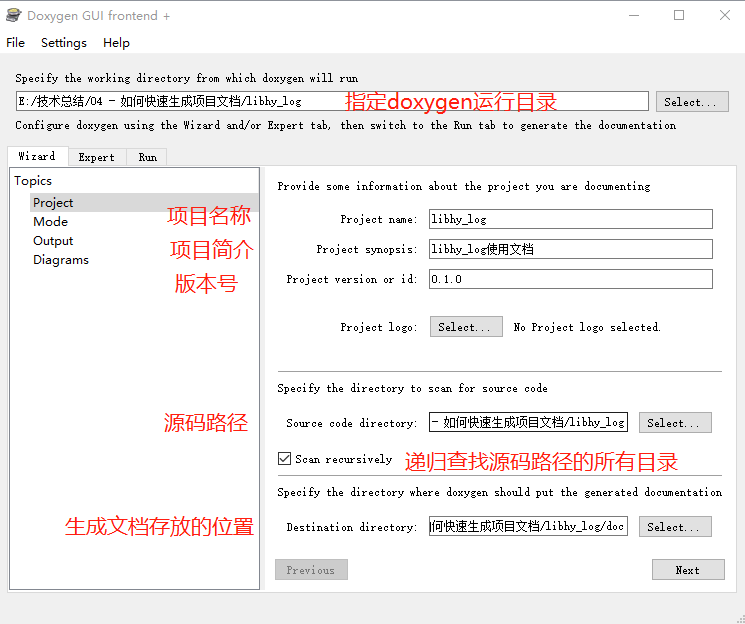 Doxygen GUI frontend +
File Settings Help
Specify the working directory from which doxygen will run
E:/技术总结/04 - 如何快速生成项目文档/libhy_log 指定doxygen运行目录 Select...
Configure doxygen using the Wizard and/or Expert tab, then switch to the Run tab to generate the documentation
Wizard Expert Run
Topics
Project
Mode
Output
Diagrams
项目名称
项目简介
版本号
源码路径
生成文档存放的位置
Provide some information about the project you are documenting
Project name: libhy_log
Project synopsis: libhy_log使用文档
Project version or id: 0.1.0
Project logo: Select... No Project logo selected.
Specify the directory to scan for source code
Source code directory: - 如何快速生成项目文档/libhy_log Select...
Scan recursively 递归查找源码路径的所有目录
Specify the directory where doxygen should put the generated documentation
Destination directory: 何快速生成项目文档/libhy_log/doc Select...
Previous Next